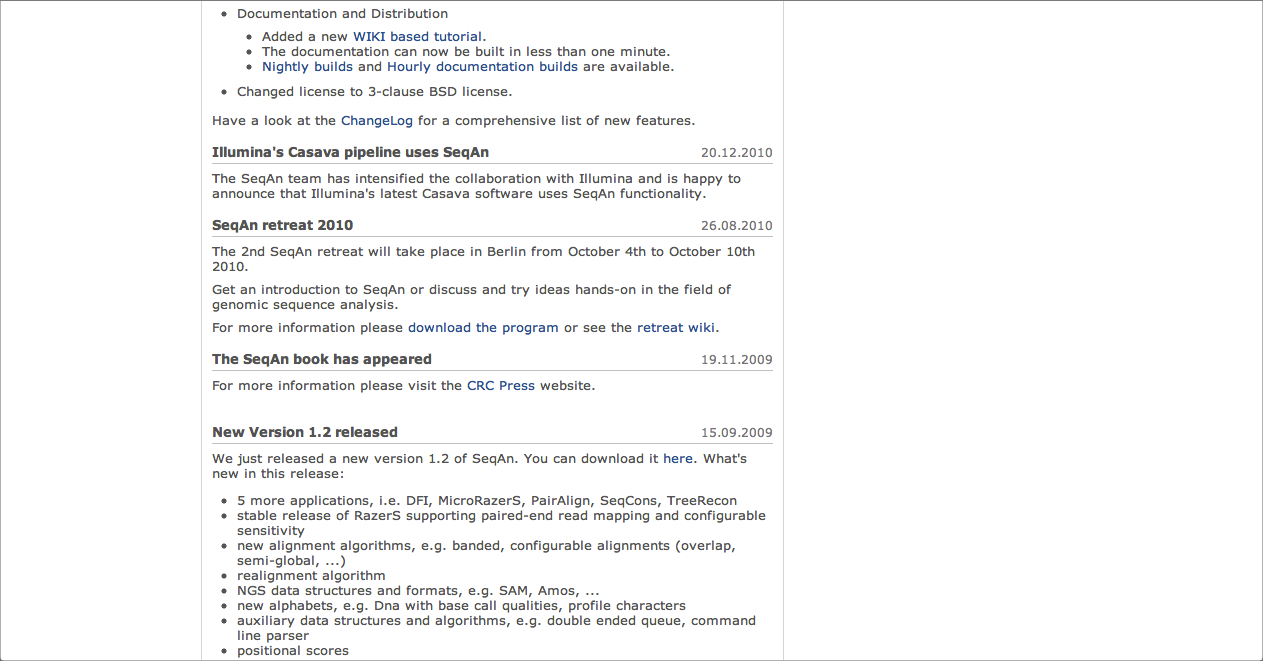 • Documentation and Distribution
• Added a new WIKI based tutorial.
• The documentation can now be built in less than one minute.
• Nightly builds and Hourly documentation builds are available.
• Changed license to 3-clause BSD license.
Have a look at the ChangeLog for a comprehensive list of new features.
Illumina's Casava pipeline uses SeqAn 20.12.2010
The SeqAn team has intensified the collaboration with Illumina and is happy to
announce that Illumina's latest Casava software uses SeqAn functionality.
SeqAn retreat 2010 26.08.2010
The 2nd SeqAn retreat will take place in Berlin from October 4th to October 10th
2010.
Get an introduction to SeqAn or discuss and try ideas hands-on in the field of
genomic sequence analysis.
For more information please download the program or see the retreat wiki.
The SeqAn book has appeared 19.11.2009
For more information please visit the CRC Press website.
New Version 1.2 released 15.09.2009
We just released a new version 1.2 of SeqAn. You can download it here. What's
new in this release:
• 5 more applications, i.e. DFI, MicroRazerS, PairAlign, SeqCons, TreeRecon
• stable release of RazerS supporting paired-end read mapping and configurable
sensitivity
• new alignment algorithms, e.g. banded, configurable alignments (overlap,
semi-global, ...)
• realignment algorithm
• NGS data structures and formats, e.g. SAM, Amos, ...
• new alphabets, e.g. Dna with base call qualities, profile characters
• auxiliary data structures and algorithms, e.g. double ended queue, command
line parser
• positional scores